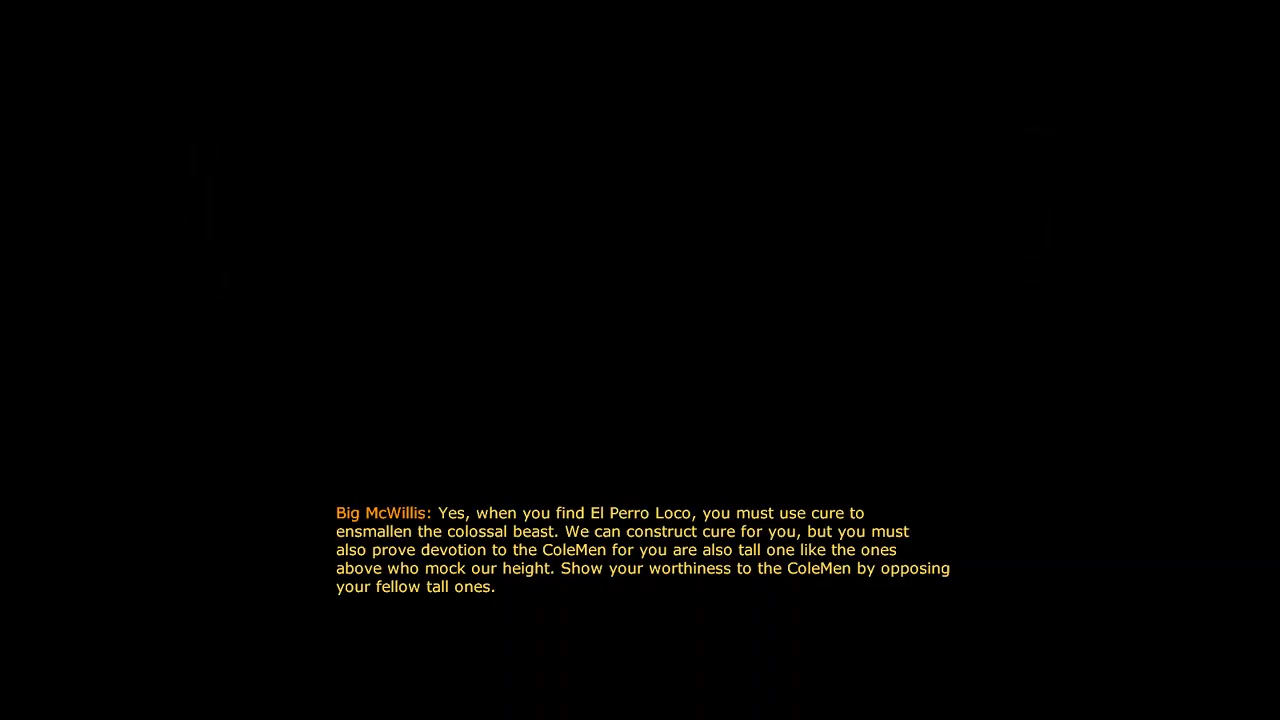 Big McWillis: Yes, when you find El Perro Loco, you must use cure to
ensmallen the colossal beast. We can construct cure for you, but you must
also prove devotion to the ColeMen for you are also tall one like the ones
above who mock our height. Show your worthiness to the ColeMen by opposing
your fellow tall ones.